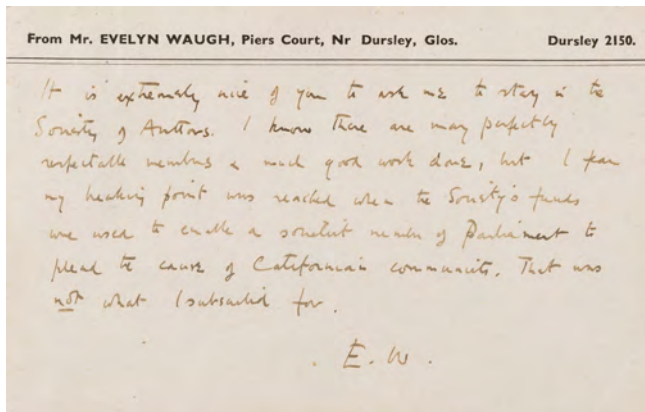 From Mr. EVELYN WAUGH, Piers Court, Nr Dursley, Glos. Dursley 2150.
It is extremely nice of you to ask me to stay in the
Society of Authors. I know there are many perfectly
respectable members & much good work done, but I fear
my breaking point was reached when the Society's funds
were used to enable a socialist member of Parliament to
plead the cause of Californian communists. That was
not what I subscribed for.
E. W.